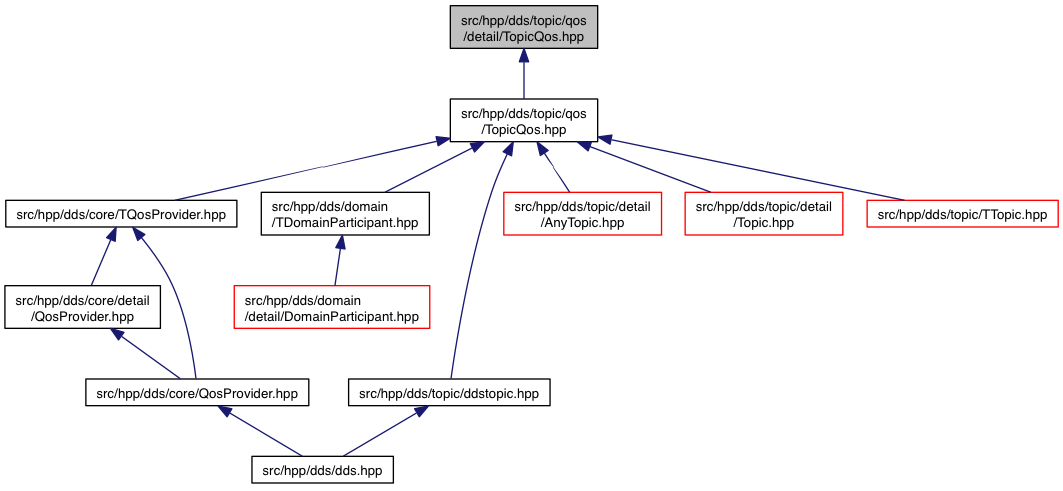 src/hpp/dds/topic/qos
/detail/TopicQos.hpp
src/hpp/dds/topic/qos
/TopicQos.hpp
src/hpp/dds/core/TQosProvider.hpp
src/hpp/dds/domain
/TDomainParticipant.hpp
src/hpp/dds/topic/detail
/AnyTopic.hpp
src/hpp/dds/topic/detail
/Topic.hpp
src/hpp/dds/topic/TTopic.hpp
src/hpp/dds/core/detail
/QosProvider.hpp
src/hpp/dds/domain
/detail/DomainParticipant.hpp
src/hpp/dds/core/QosProvider.hpp
src/hpp/dds/topic/ddstopic.hpp
src/hpp/dds/dds.hpp